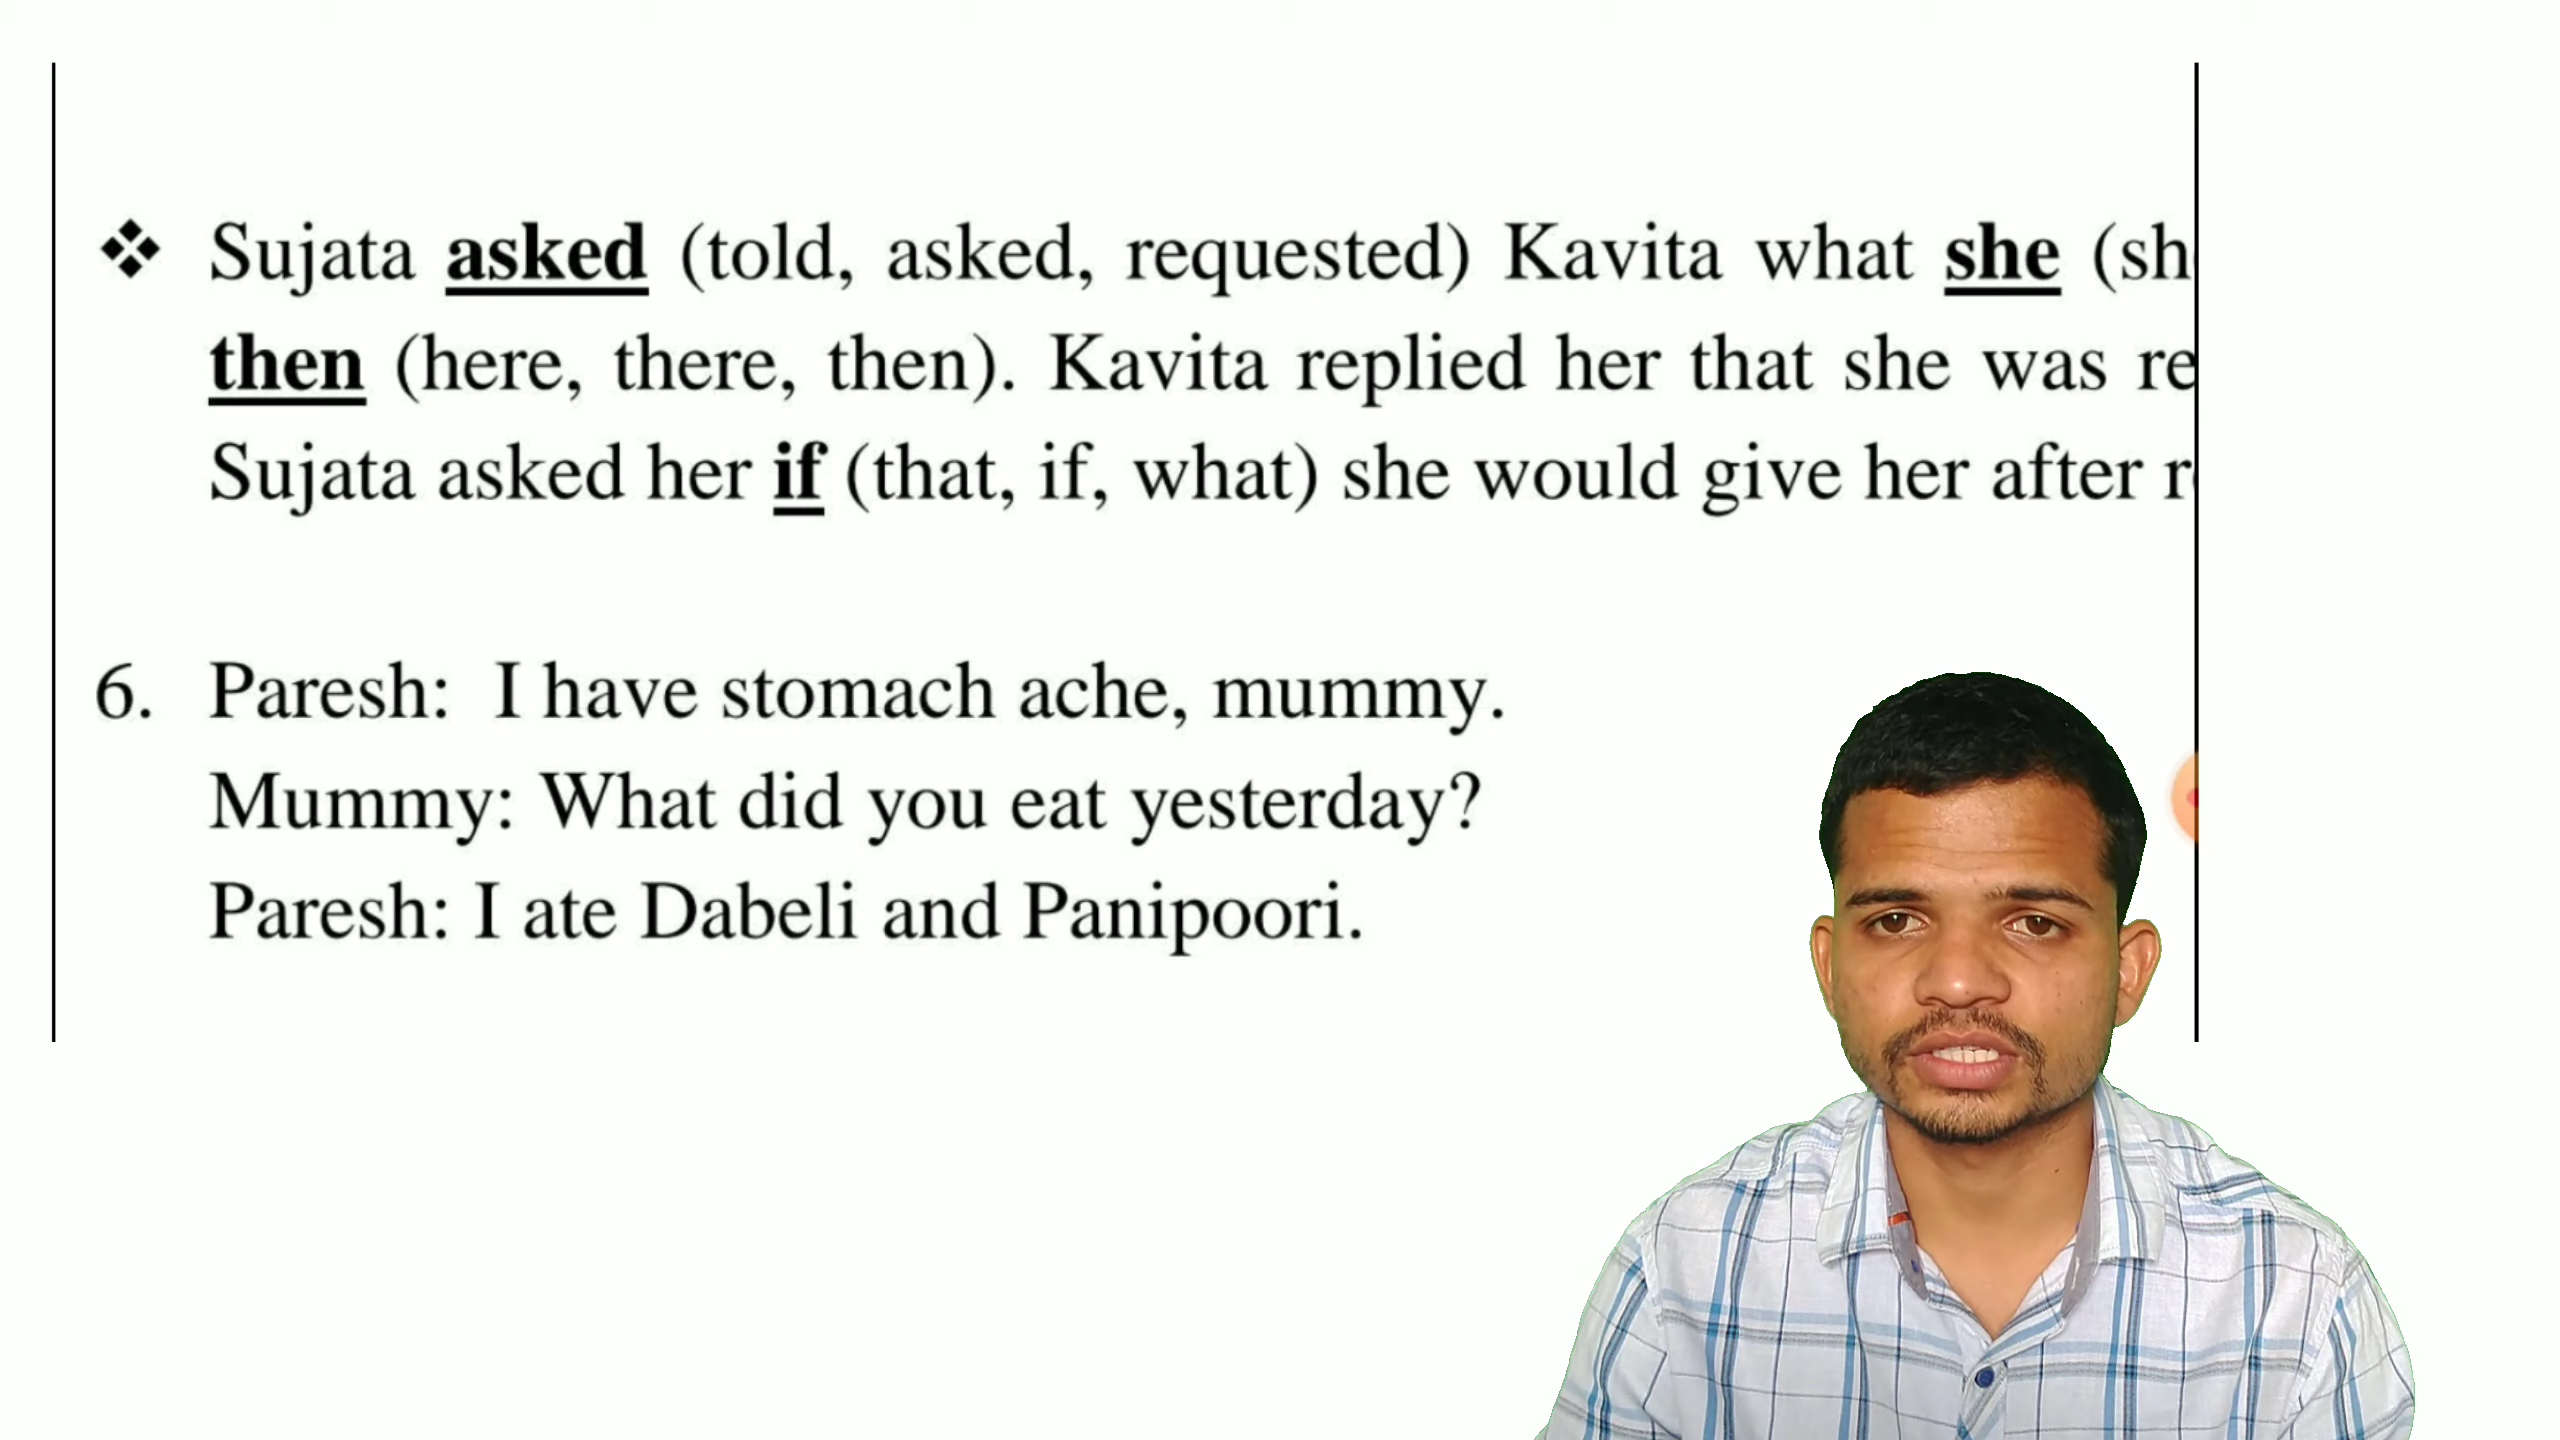 ❖ Sujata asked (told, asked, requested) Kavita what she
then (here, there, then). Kavita replied her that she was
Sujata asked her if (that, if, what) she would give her after
6. Paresh: I have stomach ache, mummy.
Mummy: What did you eat yesterday?
Paresh: I ate Dabeli and Panipoori.